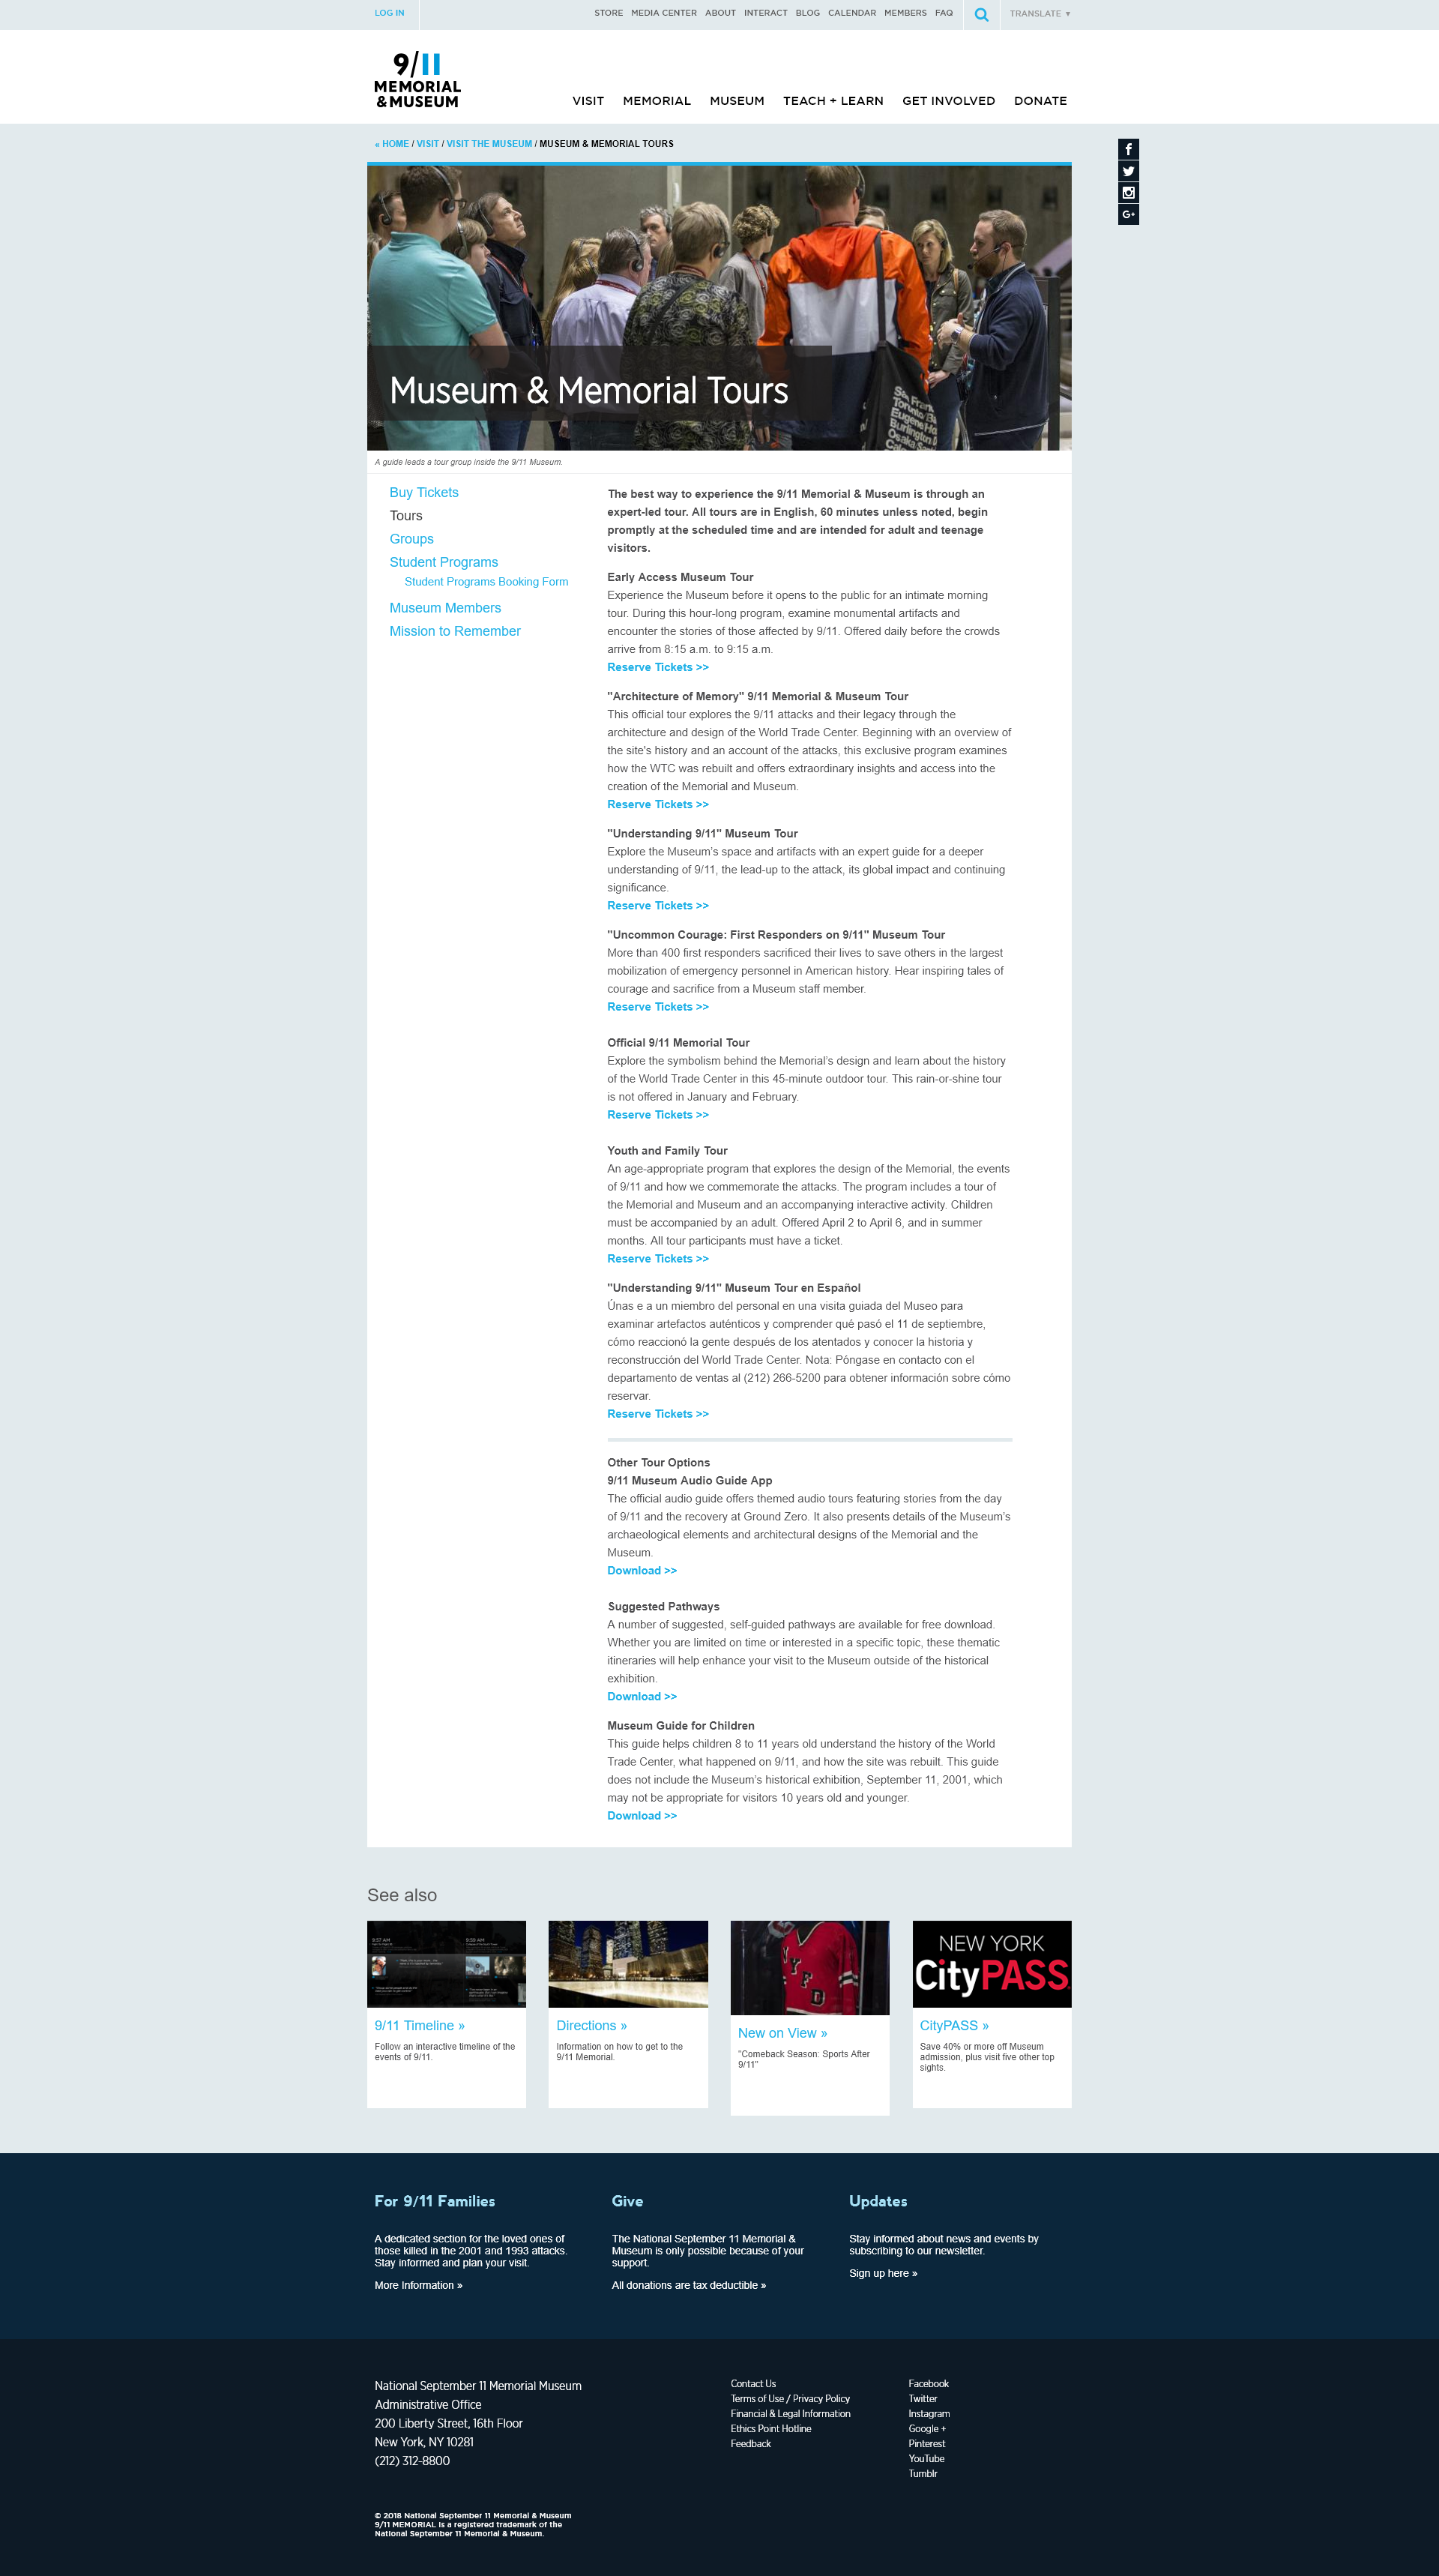 LOG IN
STORE MEDIA CENTER ABOUT INTERACT BLOG CALENDAR MEMBERS FAQ TRANSLATE ▼
9/11
MEMORIAL
&MUSEUM
VISIT MEMORIAL MUSEUM TEACH + LEARN GET INVOLVED DONATE
« HOME / VISIT / VISIT THE MUSEUM / MUSEUM & MEMORIAL TOURS
Museum & Memorial Tours
A guide leads a tour group inside the 9/11 Museum.
Buy Tickets
Tours
Groups
Student Programs
Student Programs Booking Form
Museum Members
Mission to Remember
The best way to experience the 9/11 Memorial & Museum is through an
expert-led tour. All tours are in English, 60 minutes unless noted, begin
promptly at the scheduled time and are intended for adult and teenage
visitors.
Early Access Museum Tour
Experience the Museum before it opens to the public for an intimate morning
tour. During this hour-long program, examine monumental artifacts and
encounter the stories of those affected by 9/11. Offered daily before the crowds
arrive from 8:15 a.m. to 9:15 a.m.
Reserve Tickets >>
"Architecture of Memory" 9/11 Memorial & Museum Tour
This official tour explores the 9/11 attacks and their legacy through the
architecture and design of the World Trade Center. Beginning with an overview of
the site's history and an account of the attacks, this exclusive program examines
how the WTC was rebuilt and offers extraordinary insights and access into the
creation of the Memorial and Museum.
Reserve Tickets >>
"Understanding 9/11" Museum Tour
Explore the Museum's space and artifacts with an expert guide for a deeper
understanding of 9/11, the lead-up to the attack, its global impact and continuing
significance.
Reserve Tickets >>
"Uncommon Courage: First Responders on 9/11" Museum Tour
More than 400 first responders sacrificed their lives to save others in the largest
mobilization of emergency personnel in American history. Hear inspiring tales of
courage and sacrifice from a Museum staff member.
Reserve Tickets >>
Official 9/11 Memorial Tour
Explore the symbolism behind the Memorial's design and learn about the history
of the World Trade Center in this 45-minute outdoor tour. This rain-or-shine tour
is not offered in January and February.
Reserve Tickets >>
Youth and Family Tour
An age-appropriate program that explores the design of the Memorial, the events
of 9/11 and how we commemorate the attacks. The program includes a tour of
the Memorial and Museum and an accompanying interactive activity. Children
must be accompanied by an adult. Offered April 2 to April 6, and in summer
months. All tour participants must have a ticket.
Reserve Tickets >>
"Understanding 9/11" Museum Tour en Español
Únas e a un miembro del personal en una visita guiada del Museo para
examinar artefactos auténticos y comprender qué pasó el 11 de septiembre,
cómo reaccionó la gente después de los atentados y conocer la historia y
reconstrucción del World Trade Center. Nota: Póngase en contacto con el
departamento de ventas al (212) 266-5200 para obtener información sobre cómo
reservar.
Reserve Tickets >>
Other Tour Options
9/11 Museum Audio Guide App
The official audio guide offers themed audio tours featuring stories from the day
of 9/11 and the recovery at Ground Zero. It also presents details of the Museum's
archaeological elements and architectural designs of the Memorial and the
Museum.
Download >>
Suggested Pathways
A number of suggested, self-guided pathways are available for free download.
Whether you are limited on time or interested in a specific topic, these thematic
itineraries will help enhance your visit to the Museum outside of the historical
exhibition.
Download >>
Museum Guide for Children
This guide helps children 8 to 11 years old understand the history of the World
Trade Center, what happened on 9/11, and how the site was rebuilt. This guide
does not include the Museum's historical exhibition, September 11, 2001, which
may not be appropriate for visitors 10 years old and younger.
Download >>
See also
NEW YORK
CityPASS
9/11 Timeline »
Follow an interactive timeline of the
events of 9/11.
Directions »
Information on how to get to the
9/11 Memorial.
New on View »
"Comeback Season: Sports After
9/11"
CityPASS »
Save 40% or more off Museum
admission, plus visit five other top
sights.
For 9/11 Families
A dedicated section for the loved ones of
those killed in the 2001 and 1993 attacks.
Stay informed and plan your visit.
More Information »
Give
The National September 11 Memorial &
Museum is only possible because of your
support.
All donations are tax deductible »
Updates
Stay informed about news and events by
subscribing to our newsletter.
Sign up here »
National September 11 Memorial Museum
Administrative Office
200 Liberty Street, 16th Floor
New York, NY 10281
(212) 312-8800
Contact Us
Terms of Use / Privacy Policy
Financial & Legal Information
Ethics Point Hotline
Feedback
Facebook
Twitter
Instagram
Google +
Pinterest
YouTube
Tumblr
© 2018 National September 11 Memorial & Museum
9/11 MEMORIAL is a registered trademark of the
National September 11 Memorial & Museum.